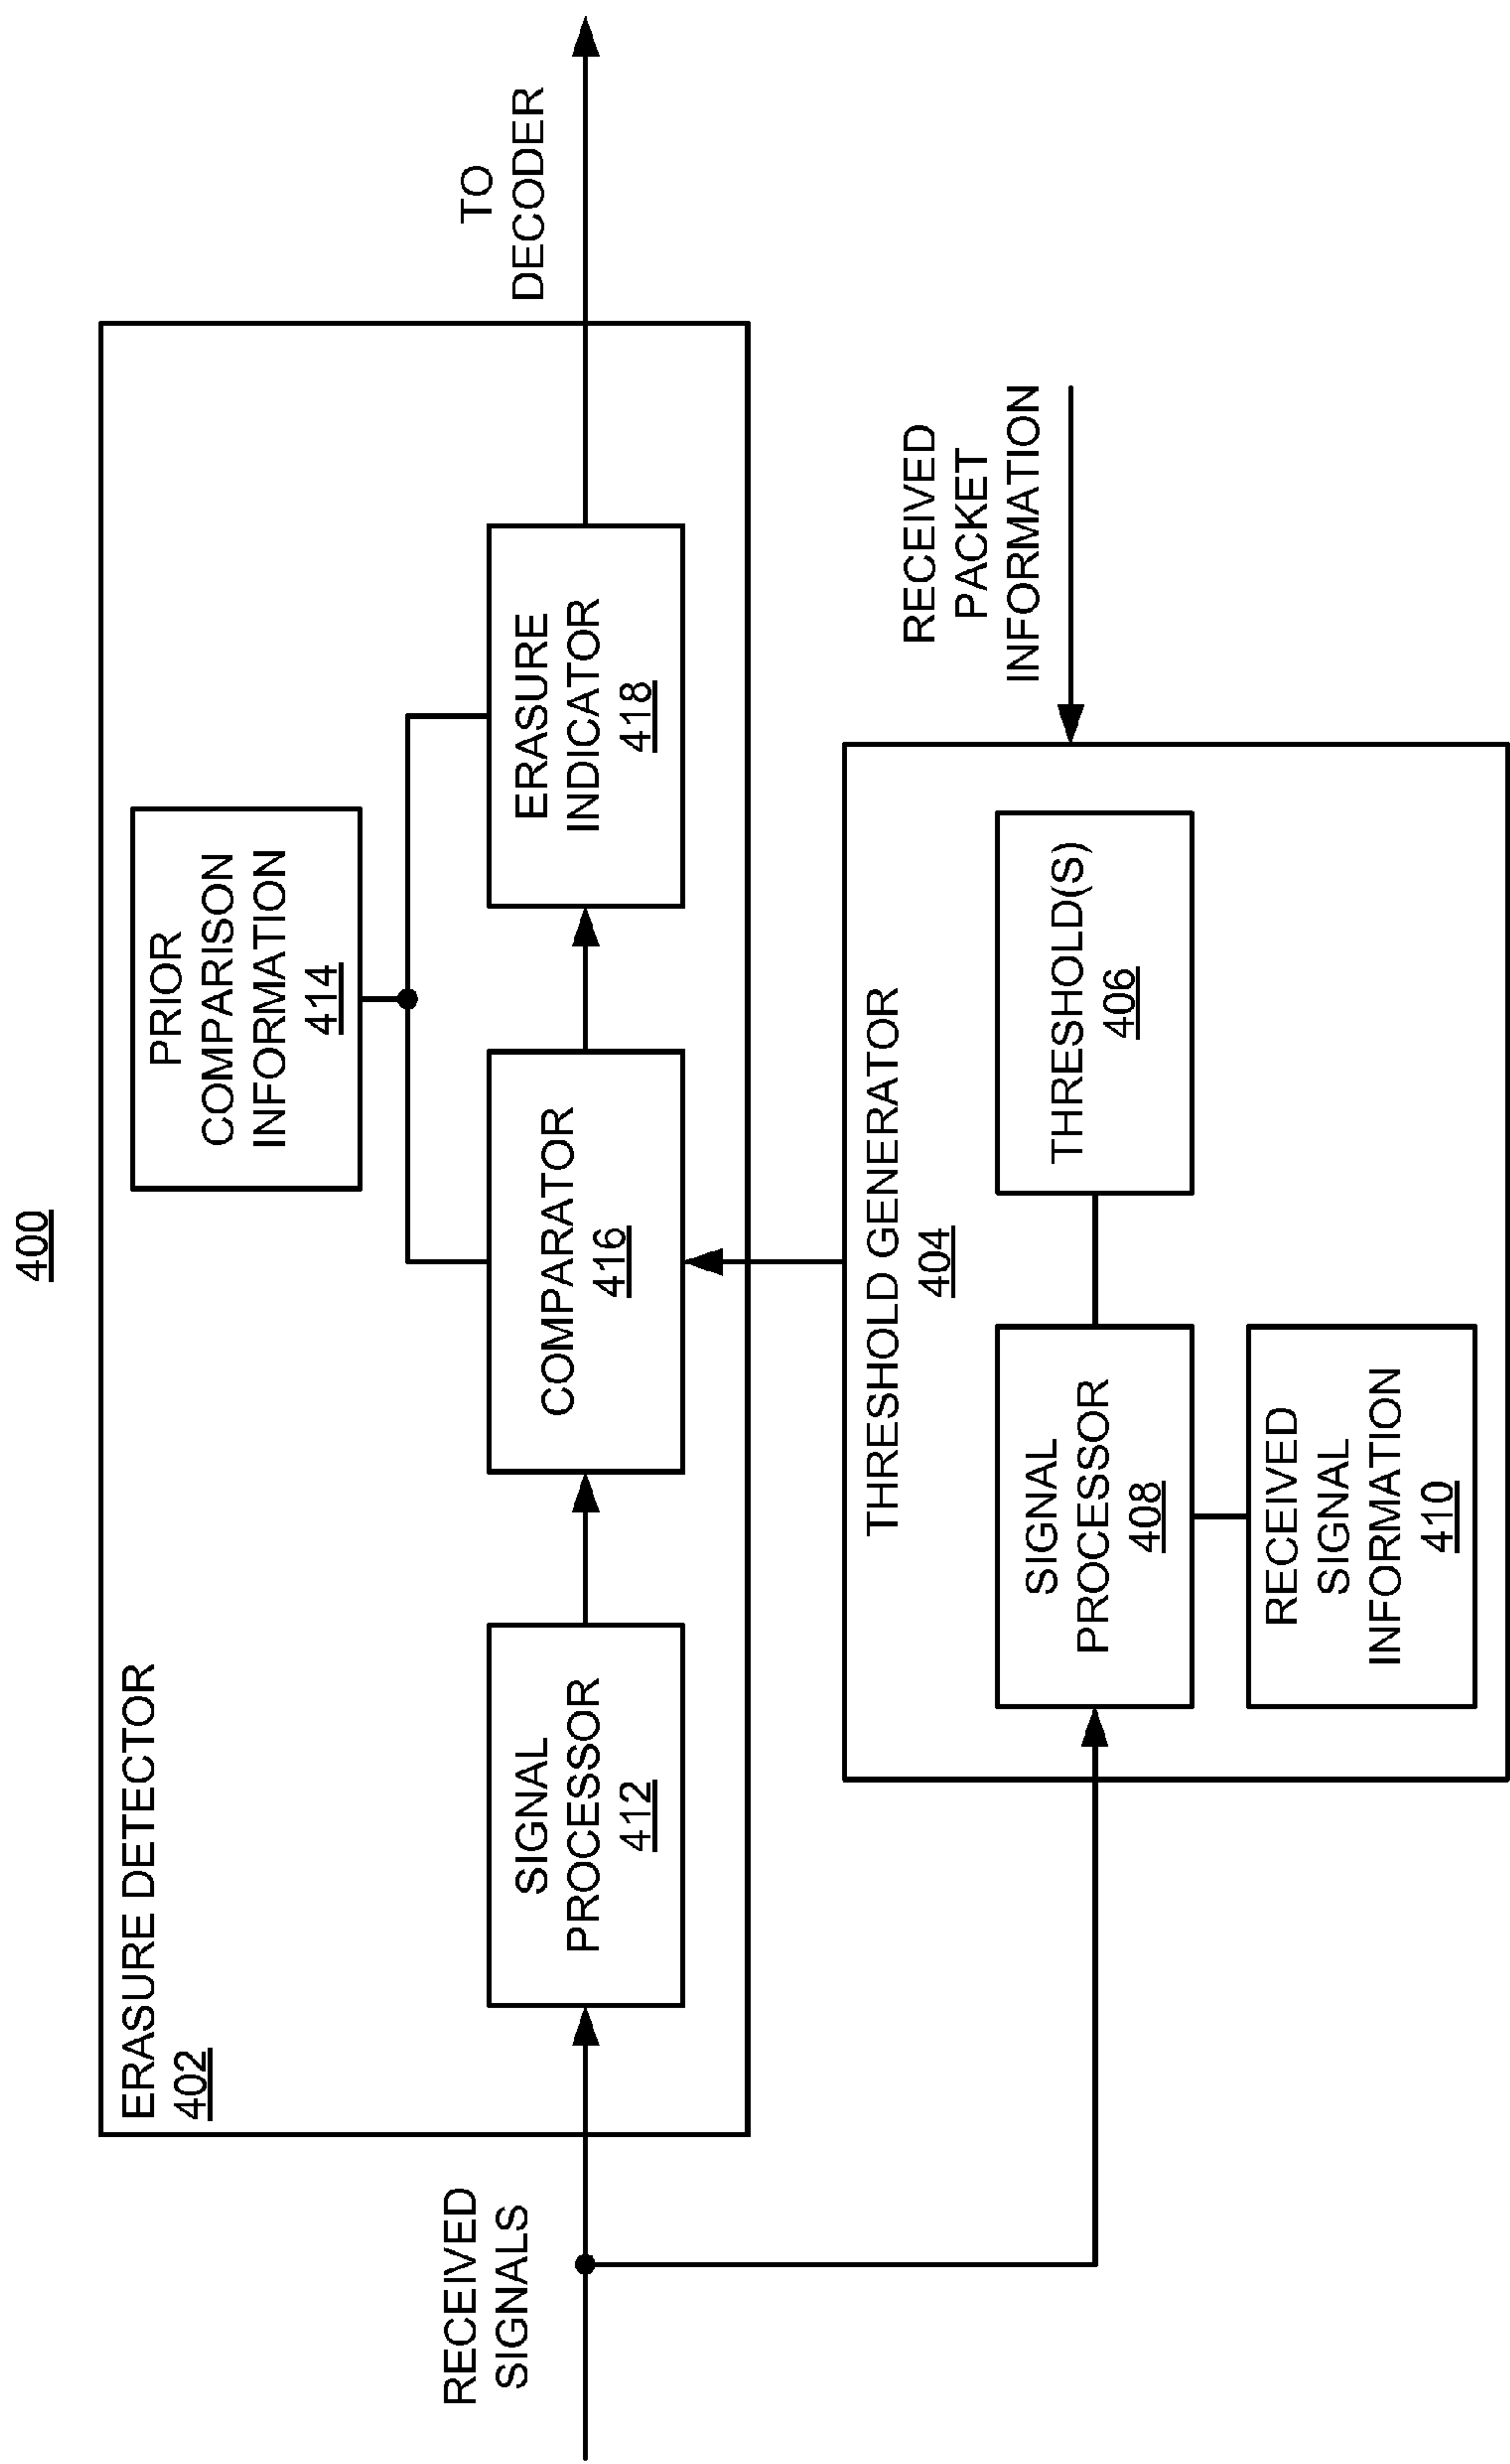 400
ERASURE DETECTOR
402
PRIOR
COMPARISON
INFORMATION
414
RECEIVED
SIGNALS
SIGNAL
PROCESSOR
412
COMPARATOR
416
ERASURE
INDICATOR
418
TO
DECODER
THRESHOLD GENERATOR
404
SIGNAL
PROCESSOR
408
THRESHOLD(S)
406
RECEIVED
SIGNAL
INFORMATION
410
RECEIVED
PACKET
INFORMATION